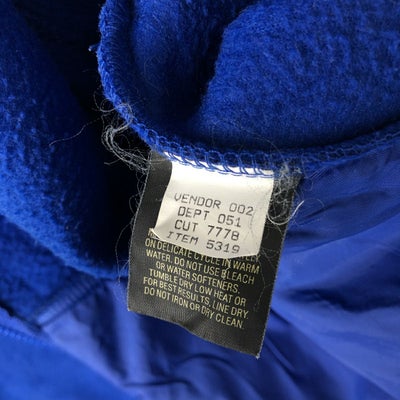 VENDOR 002
DEPT 051
CUT 7778
ITEM 5319
ON DELICATE CYCLE IN WARM
WATER. DO NOT USE BLEACH
OR WATER SOFTENERS.
TUMBLE DRY LOW HEAT OR
FOR BEST RESULTS, LINE DRY.
DO NOT IRON OR DRY CLEAN.